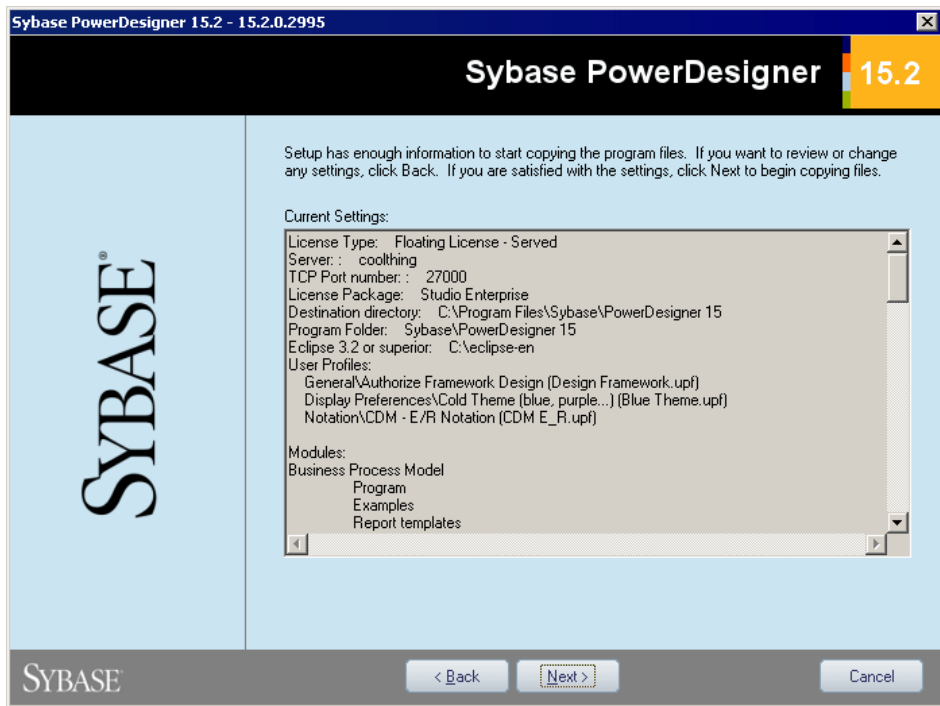 Sybase PowerDesigner 15.2 - 15.2.0.2995
Sybase PowerDesigner 15.2
Setup has enough information to start copying the program files. If you want to review or change
any settings, click Back. If you are satisfied with the settings, click Next to begin copying files.
Current Settings:
License Type: Floating License - Served
Server: : coolthing
TCP Port number: : 27000
License Package: Studio Enterprise
Destination directory: C:\Program Files\Sybase\PowerDesigner 15
Program Folder: Sybase\PowerDesigner 15
Eclipse 3.2 or superior: C:\eclipse-en
User Profiles:
General\Authorize Framework Design (Design Framework.upf)
Display Preferences\Cold Theme (blue, purple...) (Blue Theme.upf)
Notation\CDM - E/R Notation (CDM E_R.upf)
Modules:
Business Process Model
Program
Examples
Report templates
SYBASE®
SYBASE
< Back
Next >
Cancel